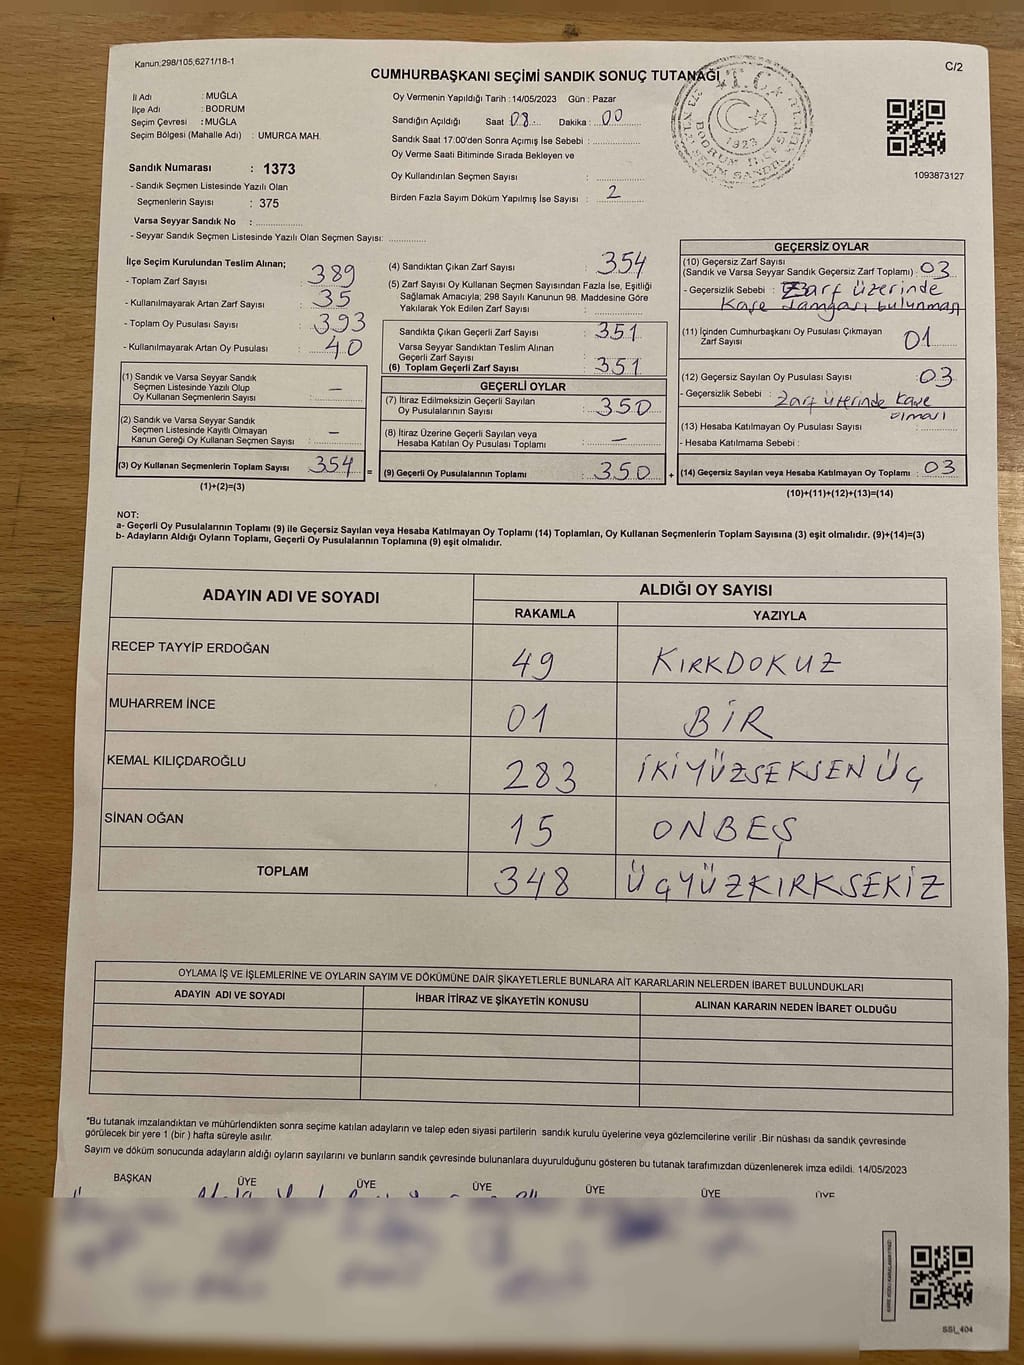 Kanun,298/105,6271/18-1
C/2
CUMHURBAŞKANI SEÇİMİ SANDIK SONUÇ TUTANAĞI
İl Adı : MUĞLA
İlçe Adı : BODRUM
Seçim Çevresi : MUĞLA
Seçim Bölgesi (Mahalle Adı) : UMURCA MAH.
Sandık Numarası : 1373
- Sandık Seçmen Listesinde Yazılı Olan
Seçmenlerin Sayısı : 375
Varsa Seyyar Sandık No :
- Seyyar Sandık Seçmen Listesinde Yazılı Olan Seçmen Sayısı:
Oy Vermenin Yapıldığı Tarih :14/05/2023 Gün : Pazar
Sandığın Açıldığı Saat 08 Dakika : 00
Sandık Saat 17:00'den Sonra Açımış İse Sebebi :
Oy Verme Saati Bitiminde Sırada Bekleyen ve
Oy Kullandırılan Seçmen Sayısı :
Birden Fazla Sayım Döküm Yapılmış İse Sayısı : 2
T.C.
1923
BODRUM İLÇESİ
1093873127
İlçe Seçim Kurulundan Teslim Alınan;
- Toplam Zarf Sayısı : 389
- Kullanılmayarak Artan Zarf Sayısı : 35
- Toplam Oy Pusulası Sayısı : 393
- Kullanılmayarak Artan Oy Pusulası : 40
(1) Sandık ve Varsa Seyyar Sandık
Seçmen Listesinde Yazılı Olup
Oy Kullanan Seçmenlerin Sayısı : —
(2) Sandık ve Varsa Seyyar Sandık
Seçmen Listesinde Kayıtlı Olmayan
Kanun Gereği Oy Kullanan Seçmen Sayısı : —
(3) Oy Kullanan Seçmenlerin Toplam Sayısı : 354 =
(1)+(2)=(3)
(4) Sandıktan Çıkan Zarf Sayısı : 354
(5) Zarf Sayısı Oy Kullanan Seçmen Sayısından Fazla İse, Eşitliği
Sağlamak Amacıyla; 298 Sayılı Kanunun 98. Maddesine Göre
Yakılarak Yok Edilen Zarf Sayısı :
Sandıkta Çıkan Geçerli Zarf Sayısı : 351
Varsa Seyyar Sandıktan Teslim Alınan
Geçerli Zarf Sayısı :
(6) Toplam Geçerli Zarf Sayısı : 351
GEÇERLİ OYLAR
(7) İtiraz Edilmeksizin Geçerli Sayılan
Oy Pusulalarının Sayısı : 350
(8) İtiraz Üzerine Geçerli Sayılan veya
Hesaba Katılan Oy Pusulası Toplamı : —
(9) Geçerli Oy Pusulalarının Toplamı : 350 +
GEÇERSİZ OYLAR
(10) Geçersiz Zarf Sayısı
(Sandık ve Varsa Seyyar Sandık Geçersiz Zarf Toplamı) : 03
- Geçersizlik Sebebi : Zarf üzerinde
Kaşe damgası bulunması
(11) İçinden Cumhurbaşkanı Oy Pusulası Çıkmayan
Zarf Sayısı 01
(12) Geçersiz Sayılan Oy Pusulası Sayısı : 03
- Geçersizlik Sebebi : Zarf üzerinde Kaşe
olması
(13) Hesaba Katılmayan Oy Pusulası Sayısı :
- Hesaba Katılmama Sebebi :
(14) Geçersiz Sayılan veya Hesaba Katılmayan Oy Toplamı : 03
(10)+(11)+(12)+(13)=(14)
NOT:
a- Geçerli Oy Pusulalarının Toplamı (9) ile Geçersiz Sayılan veya Hesaba Katılmayan Oy Toplamı (14) Toplamları, Oy Kullanan Seçmenlerin Toplam Sayısına (3) eşit olmalıdır. (9)+(14)=(3)
b- Adayların Aldığı Oyların Toplamı, Geçerli Oy Pusulalarının Toplamına (9) eşit olmalıdır.
ADAYIN ADI VE SOYADI
ALDIĞI OY SAYISI
RAKAMLA YAZIYLA
RECEP TAYYİP ERDOĞAN 49 KIRKDOKUZ
MUHARREM İNCE 01 BİR
KEMAL KILIÇDAROĞLU 283 İKİYÜZSEKSENÜÇ
SİNAN OĞAN 15 ONBEŞ
TOPLAM 348 ÜÇYÜZKIRKSEKİZ
OYLAMA İŞ VE İŞLEMLERİNE VE OYLARIN SAYIM VE DÖKÜMÜNE DAİR ŞİKAYETLERLE BUNLARA AİT KARARLARIN NELERDEN İBARET BULUNDUKLARI
ADAYIN ADI VE SOYADI İHBAR İTİRAZ VE ŞİKAYETİN KONUSU ALINAN KARARIN NEDEN İBARET OLDUĞU
*Bu tutanak imzalandıktan ve mühürlendikten sonra seçime katılan adayların ve talep eden siyasi partilerin sandık kurulu üyelerine veya gözlemcilerine verilir .Bir nüshası da sandık çevresinde
görülecek bir yere 1 (bir ) hafta süreyle asılır.
Sayım ve döküm sonucunda adayların aldığı oyların sayılarını ve bunların sandık çevresinde bulunanlara duyurulduğunu gösteren bu tutanak tarafımızdan düzenlenerek imza edildi. 14/05/2023
BAŞKAN ÜYE ÜYE ÜYE ÜYE ÜYE ÜYE
SSI_404